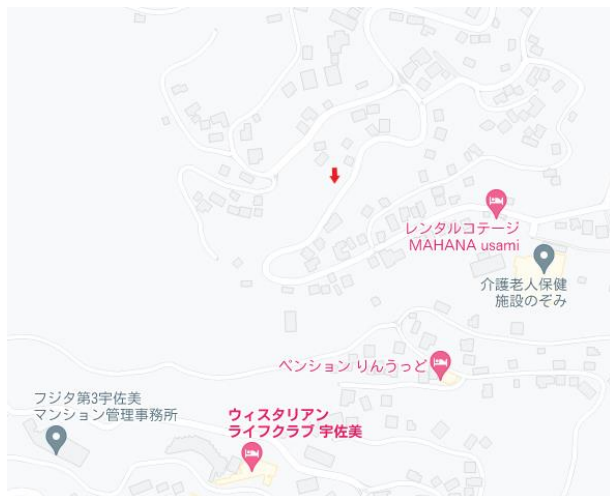 レンタルコテージ
MAHANA usami
介護老人保健
施設のぞみ
ペンション りんうっど
フジタ第3宇佐美
マンション管理事務所
ウィスタリアン
ライフクラブ 宇佐美